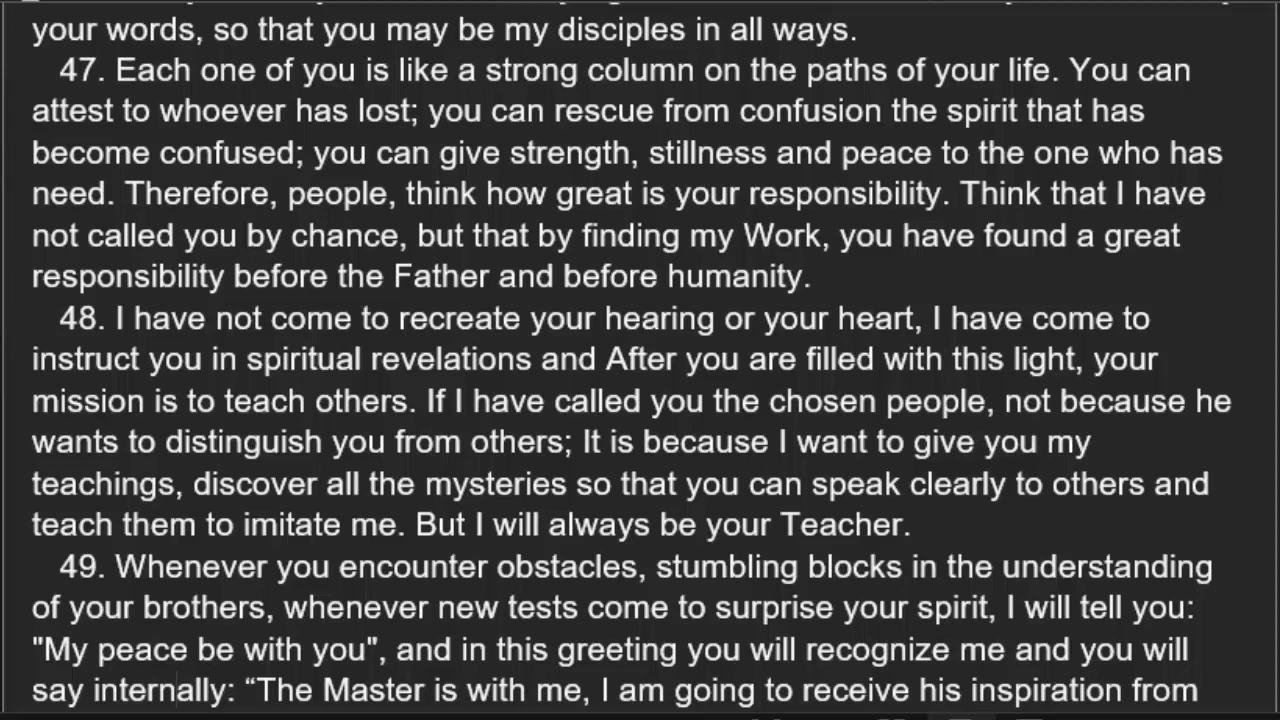 your words, so that you may be my disciples in all ways.
47. Each one of you is like a strong column on the paths of your life. You can
attest to whoever has lost; you can rescue from confusion the spirit that has
become confused; you can give strength, stillness and peace to the one who has
need. Therefore, people, think how great is your responsibility. Think that I have
not called you by chance, but that by finding my Work, you have found a great
responsibility before the Father and before humanity.
48. I have not come to recreate your hearing or your heart, I have come to
instruct you in spiritual revelations and After you are filled with this light, your
mission is to teach others. If I have called you the chosen people, not because he
wants to distinguish you from others; It is because I want to give you my
teachings, discover all the mysteries so that you can speak clearly to others and
teach them to imitate me. But I will always be your Teacher.
49. Whenever you encounter obstacles, stumbling blocks in the understanding
of your brothers, whenever new tests come to surprise your spirit, I will tell you:
"My peace be with you", and in this greeting you will recognize me and you will
say internally: “The Master is with me, I am going to receive his inspiration from